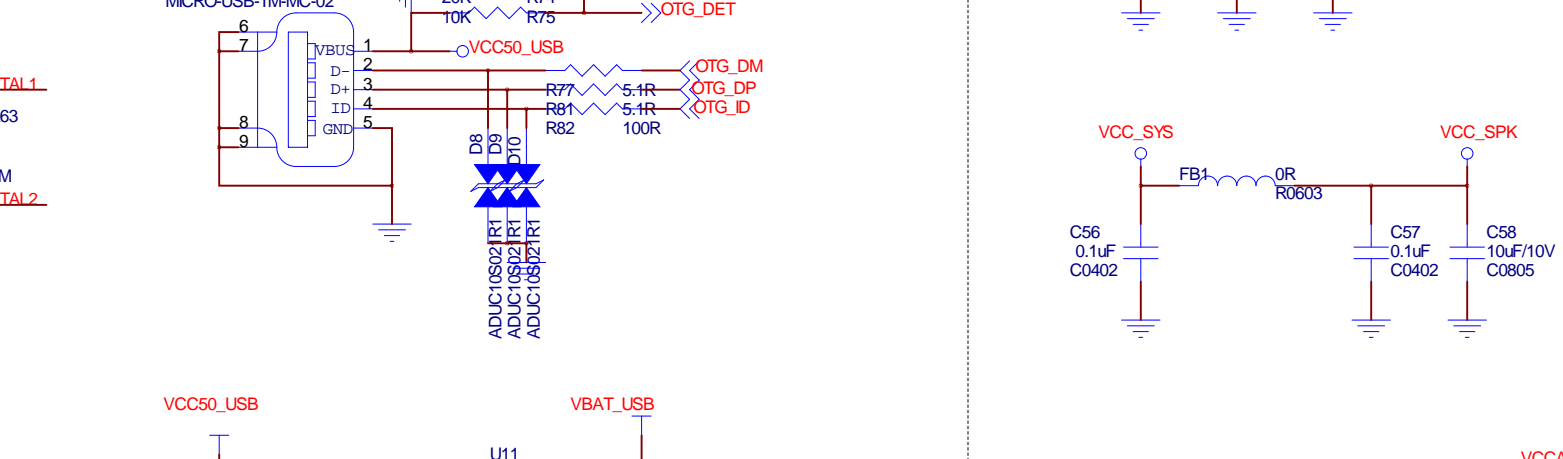 MICRO-USB-1M-MC-02
10K
R75
OTG_DET
6
7
8
9
VBUS 1
D- 2
D+ 3
ID 4
GND 5
VCC50_USB
OTG_DM
R77 5.1R OTG_DP
R81 5.1R OTG_ID
R82 100R
D8
D9
D10
ADUC10S021R1
ADUC10S021R1
ADUC10S021R1
TAL1
63
M
TAL2
VCC_SYS
VCC_SPK
FB1 0R
R0603
C56
0.1uF
C0402
C57
0.1uF
C0402
C58
10uF/10V
C0805
VCC50_USB
VBAT_USB
U11